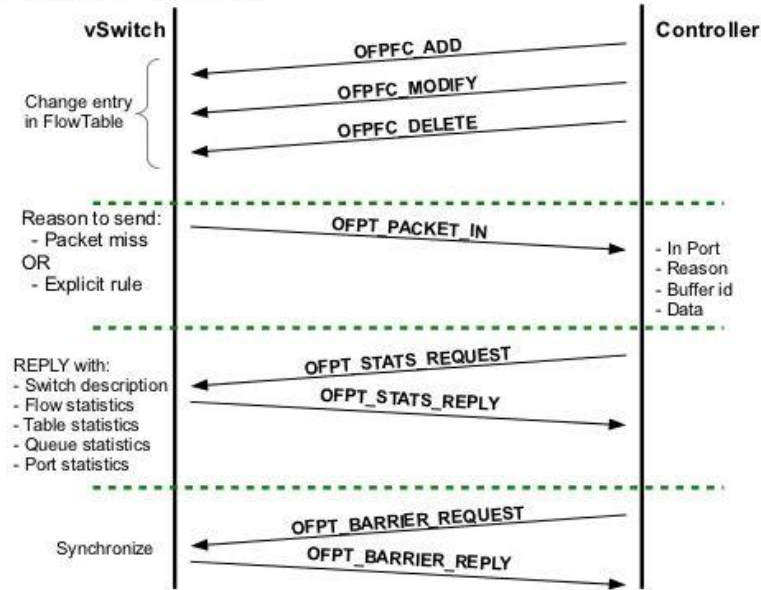 vSwitch
Controller
OFPFC_ADD
OFPFC_MODIFY
OFPFC_DELETE
Change entry
in FlowTable
Reason to send:
- Packet miss
OR
- Explicit rule
OFPT_PACKET_IN
- In Port
- Reason
- Buffer id
- Data
REPLY with:
- Switch description
- Flow statistics
- Table statistics
- Queue statistics
- Port statistics
OFPT_STATS_REQUEST
OFPT_STATS_REPLY
Synchronize
OFPT_BARRIER_REQUEST
OFPT_BARRIER_REPLY